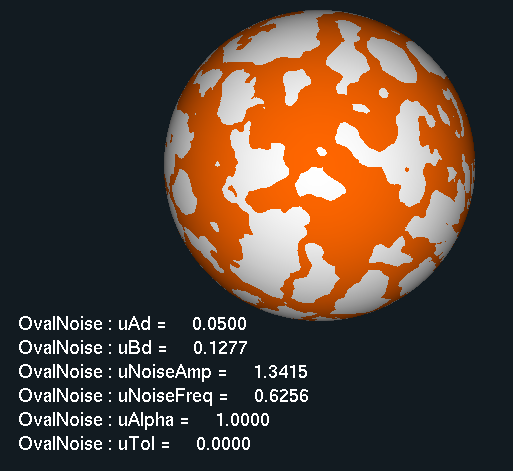 OvalNoise : uAd = 0.0500
OvalNoise : uBd = 0.1277
OvalNoise : uNoiseAmp = 1.3415
OvalNoise : uNoiseFreq = 0.6256
OvalNoise : uAlpha = 1.0000
OvalNoise : uTol = 0.0000